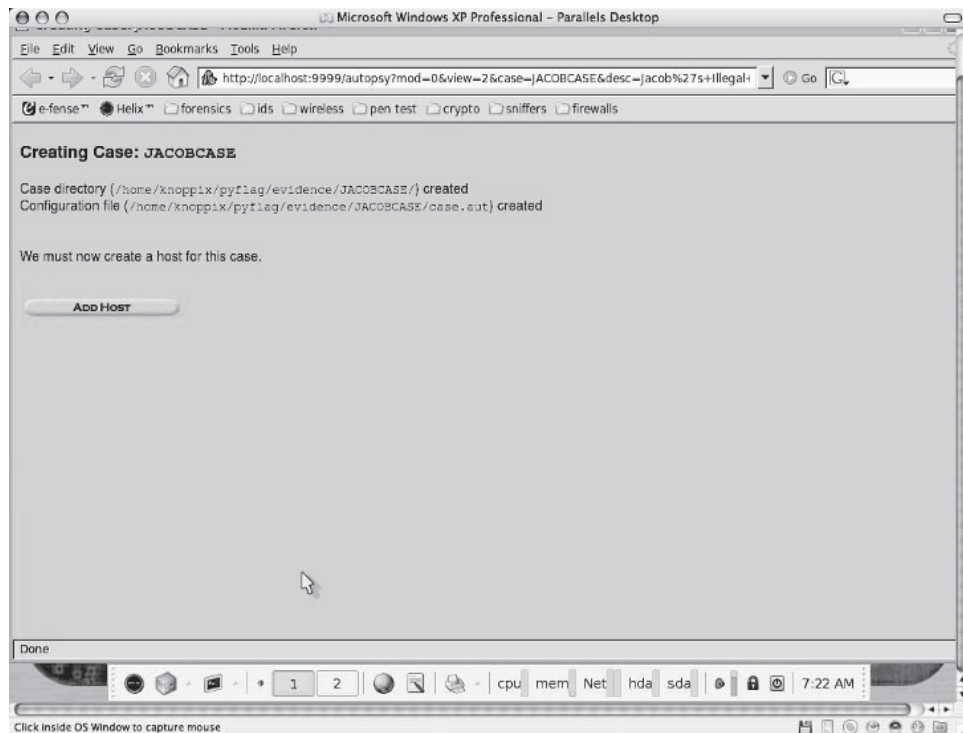 Microsoft Windows XP Professional – Parallels Desktop
File Edit View Go Bookmarks Tools Help
http://localhost:9999/autopsy?mod=0&view=2&case=JACOBCASE&desc=Jacob%27s+Illegal+ Go
e-fense™ Helix™ forensics ids wireless pen test crypto sniffers firewalls
Creating Case: JACOBCASE
Case directory (/home/knoppix/pyflag/evidence/JACOBCASE/) created
Configuration file (/home/knoppix/pyflag/evidence/JACOBCASE/case.aut) created
We must now create a host for this case.
ADD HOST
Done
1 2 cpu mem Net hda sda 7:22 AM
Click inside OS Window to capture mouse